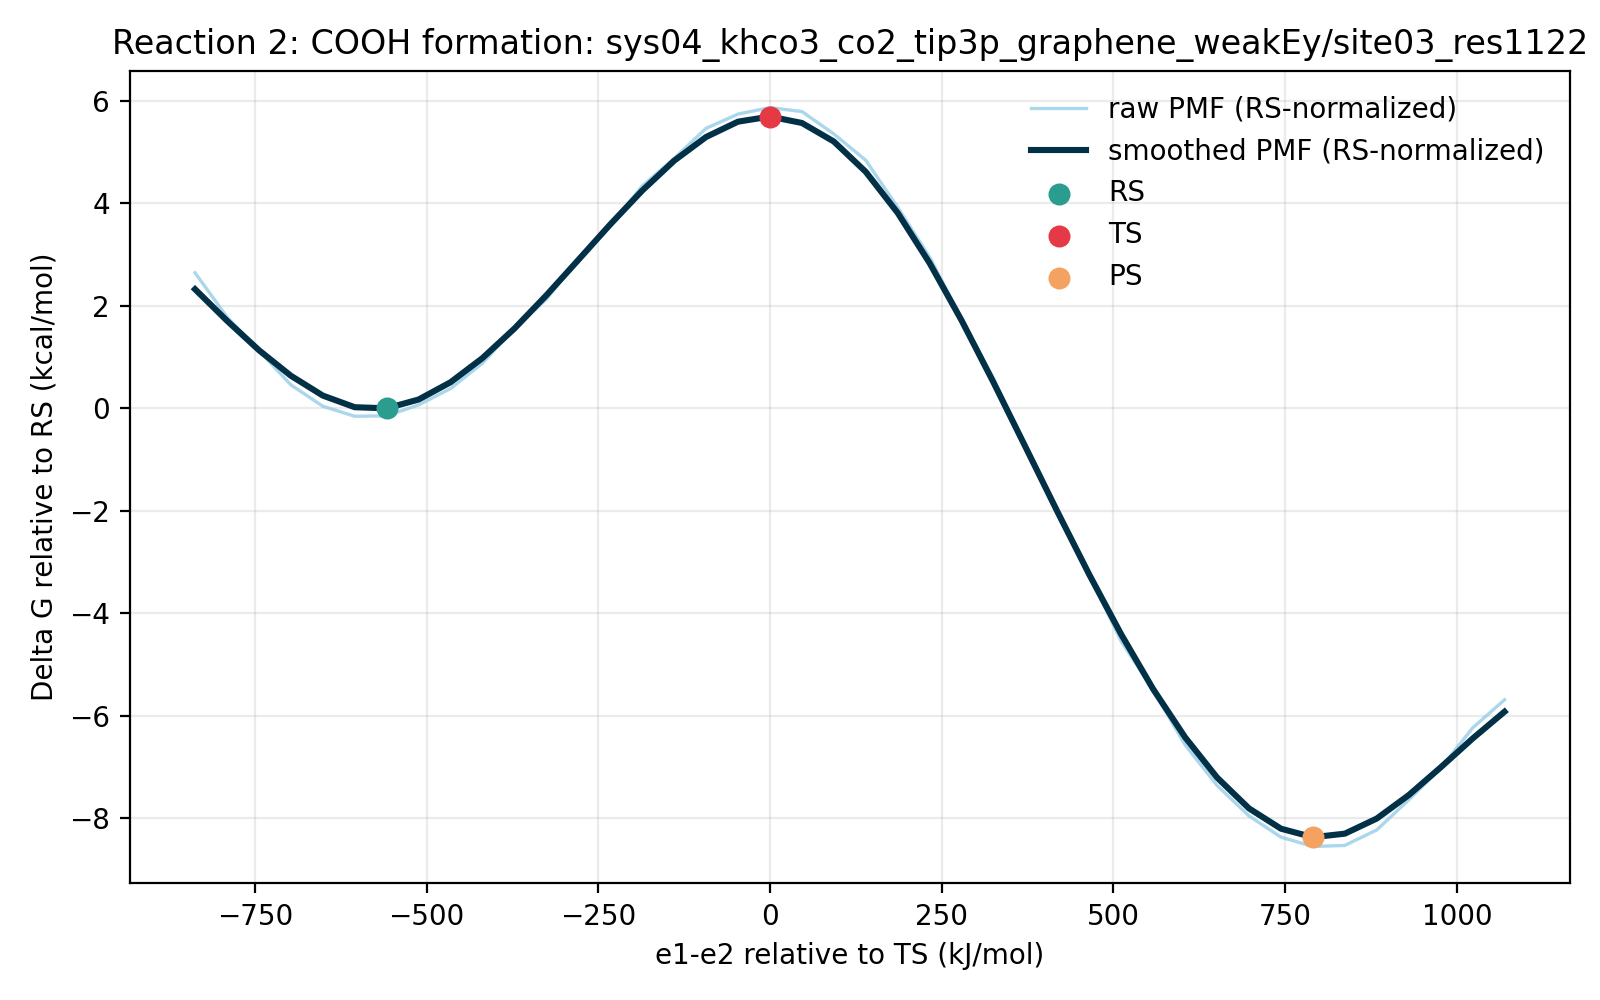 Reaction 2: COOH formation: sys04_khco3_co2_tip3p_graphene_weakEy/site03_res1122
raw PMF (RS-normalized)
smoothed PMF (RS-normalized)
RS
TS
PS
Delta G relative to RS (kcal/mol)
6
4
2
0
−2
−4
−6
−8
−750
−500
−250
0
250
500
750
1000
e1-e2 relative to TS (kJ/mol)